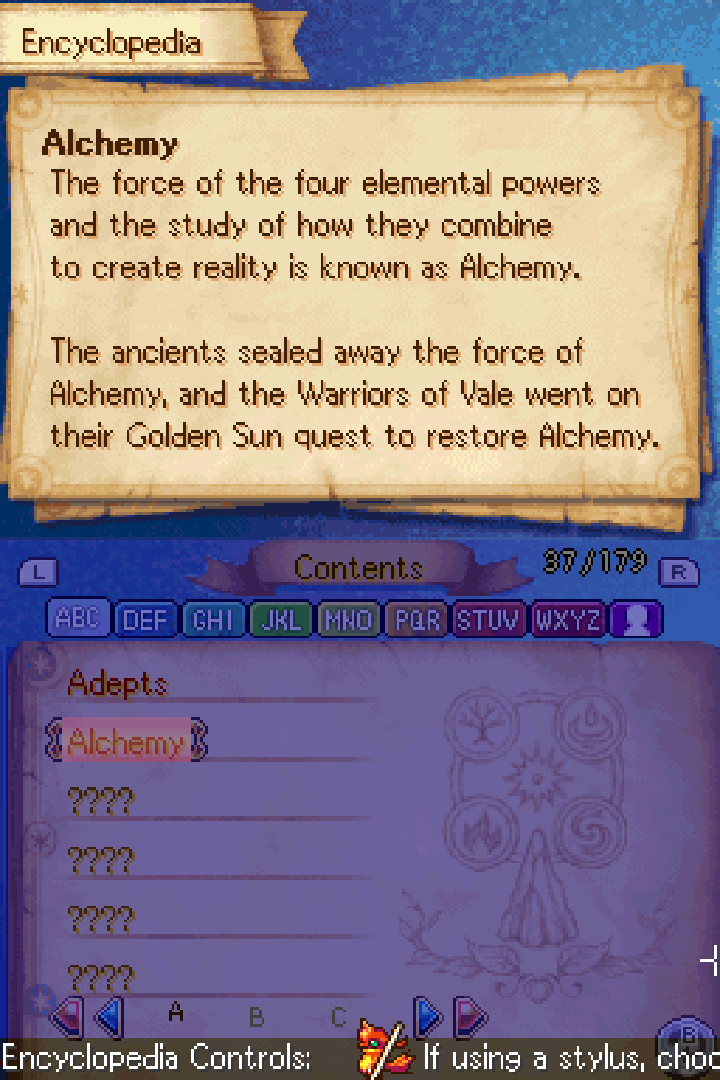 Encyclopedia
Alchemy
The force of the four elemental powers
and the study of how they combine
to create reality is known as Alchemy.
The ancients sealed away the force of
Alchemy, and the Warriors of Vale went on
their Golden Sun quest to restore Alchemy.
L Contents 37/179 R
ABC DEF GHI JKL MNO PQR STUV WXYZ
Adepts
Alchemy
????
????
????
????
A B C
B
Encyclopedia Controls: If using a stylus, choo